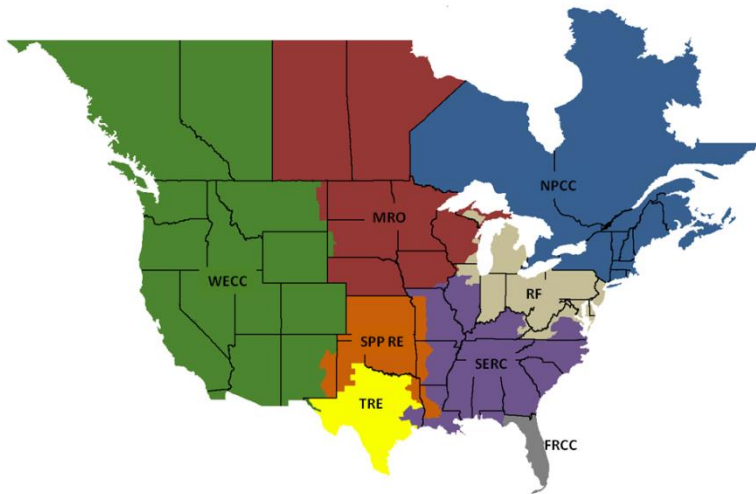 NPCC
MRO
WECC
RF
SPP RE
SERC
TRE
FRCC